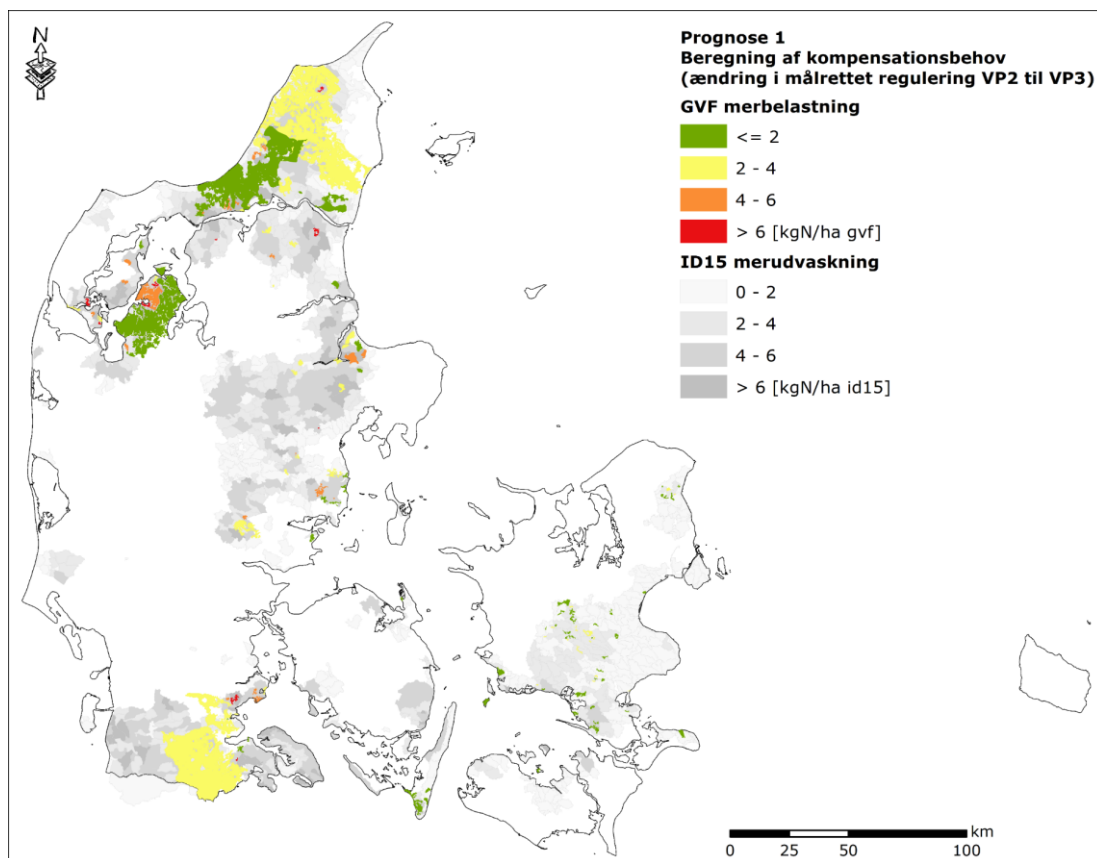 N
Prognose 1
Beregning af kompensationsbehov
(ændring i målrettet regulering VP2 til VP3)
GVF merbelastning
<= 2
2 - 4
4 - 6
> 6 [kgN/ha gvf]
ID15 merudvaskning
0 - 2
2 - 4
4 - 6
> 6 [kgN/ha id15]
km
0 25 50 100